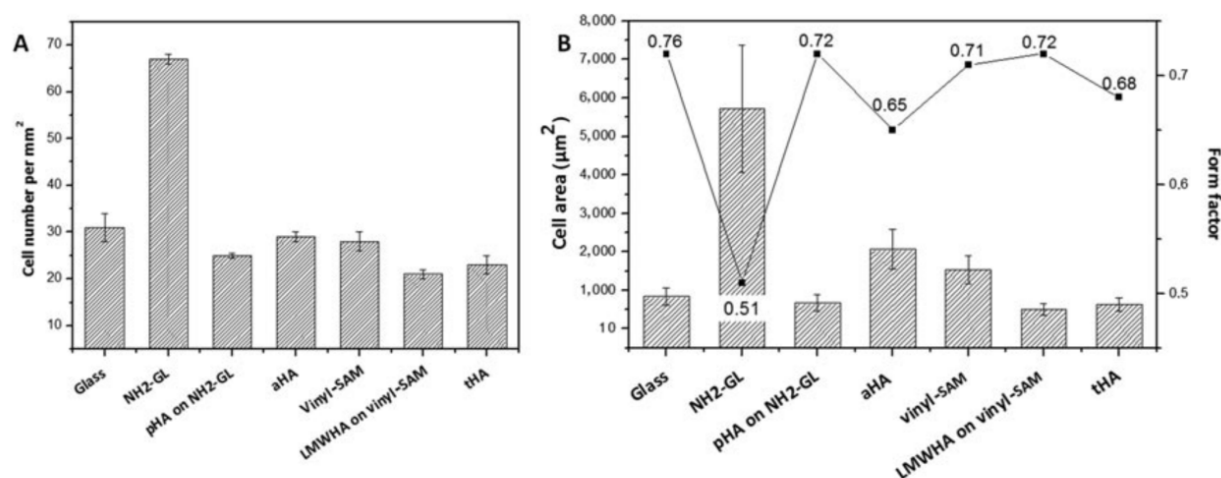 A
Cell number per mm²
70
60
50
40
30
20
10
Glass
NH2-GL
pHA on NH2-GL
aHA
Vinyl-SAM
LMWHA on vinyl-SAM
tHA
B
Cell area (µm²)
8,000
7,000
6,000
5,000
4,000
3,000
2,000
1,000
10
0.76
0.51
0.72
0.65
0.71
0.72
0.68
0.7
0.6
0.5
Form factor
Glass
NH2-GL
pHA on NH2-GL
aHA
vinyl-SAM
LMWHA on vinyl-SAM
tHA